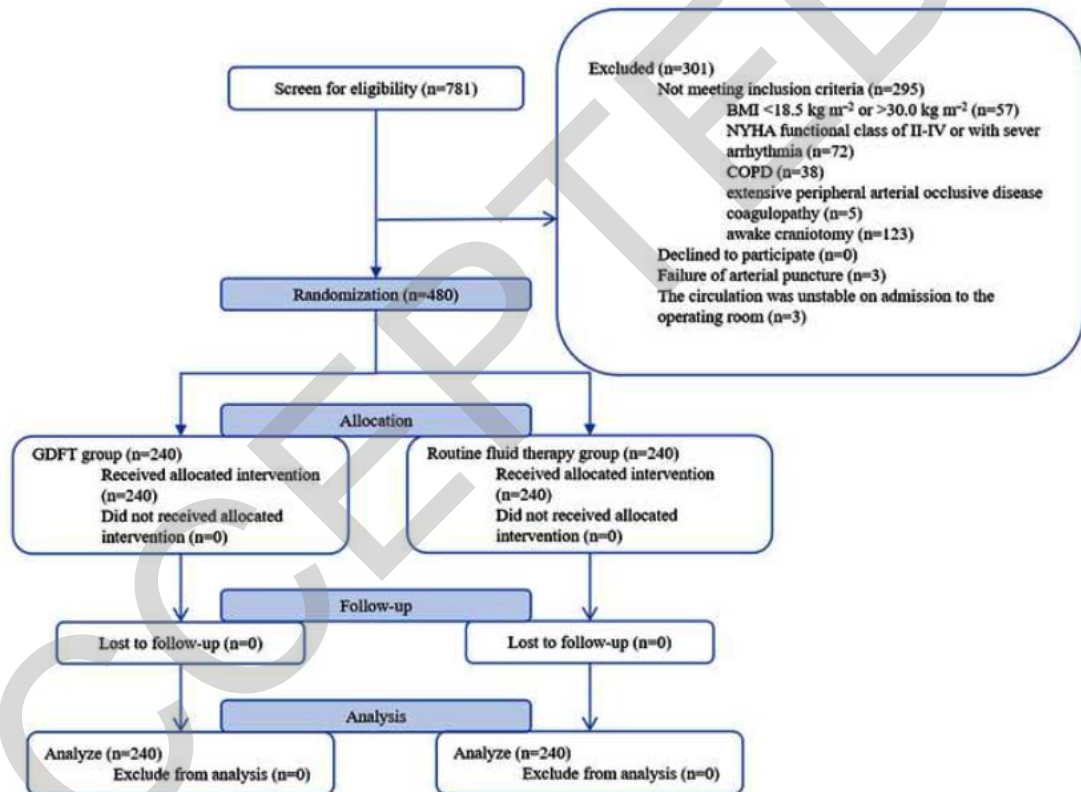 Screen for eligibility (n=781)
Excluded (n=301)
Not meeting inclusion criteria (n=295)
BMI <18.5 kg m⁻² or >30.0 kg m⁻² (n=57)
NYHA functional class of II-IV or with sever
arrhythmia (n=72)
COPD (n=38)
extensive peripheral arterial occlusive disease
coagulopathy (n=5)
awake craniotomy (n=123)
Declined to participate (n=0)
Failure of arterial puncture (n=3)
The circulation was unstable on admission to the
operating room (n=3)
Randomization (n=480)
Allocation
GDFT group (n=240)
Received allocated intervention
(n=240)
Did not received allocated
intervention (n=0)
Routine fluid therapy group (n=240)
Received allocated intervention
(n=240)
Did not received allocated
intervention (n=0)
Follow-up
Lost to follow-up (n=0)
Lost to follow-up (n=0)
Analysis
Analyze (n=240)
Exclude from analysis (n=0)
Analyze (n=240)
Exclude from analysis (n=0)
CCEPTED